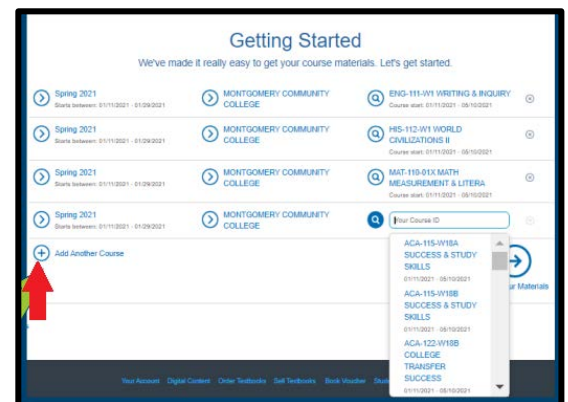 Getting Started
We've made it really easy to get your course materials. Let's get started.
Spring 2021
Starts between: 01/11/2021 - 01/29/2021
MONTGOMERY COMMUNITY
COLLEGE
ENG-111-W1 WRITING & INQUIRY
Course start: 01/11/2021 - 05/10/2021
Spring 2021
Starts between: 01/11/2021 - 01/29/2021
MONTGOMERY COMMUNITY
COLLEGE
HIS-112-W1 WORLD
CIVILIZATIONS II
Course start: 01/11/2021 - 05/10/2021
Spring 2021
Starts between: 01/11/2021 - 01/29/2021
MONTGOMERY COMMUNITY
COLLEGE
MAT-110-01X MATH
MEASUREMENT & LITERA
Course start: 01/11/2021 - 05/10/2021
Spring 2021
Starts between: 01/11/2021 - 01/29/2021
MONTGOMERY COMMUNITY
COLLEGE
Your Course ID
Add Another Course
ACA-115-W18A
SUCCESS & STUDY
SKILLS
01/11/2021 - 05/10/2021
ACA-115-W18B
SUCCESS & STUDY
SKILLS
01/11/2021 - 05/10/2021
ACA-122-W18B
COLLEGE
TRANSFER
SUCCESS
01/11/2021 - 05/10/2021
ur Materials
Your Account Digital Content Order Textbooks Sell Textbooks Book Voucher